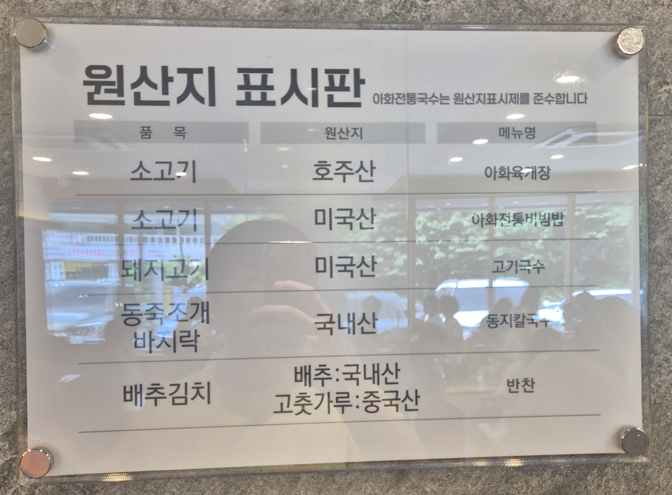 원산지 표시판 아화전통국수는 원산지표시제를 준수합니다
품 목 원산지 메뉴명
소고기 호주산 아화육개장
소고기 미국산 아화전통비빔밥
돼지고기 미국산 고기국수
동죽조개
바지락 국내산 동지칼국수
배추김치 배추:국내산
고춧가루:중국산 반찬